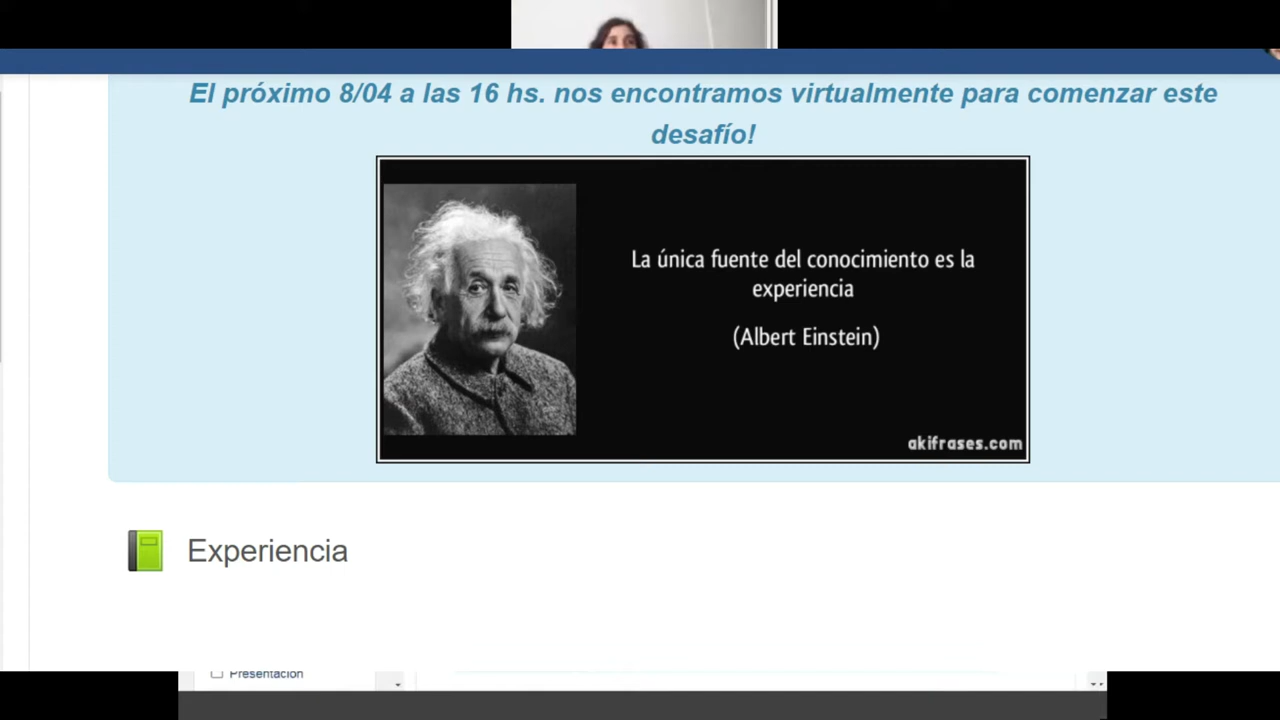 El próximo 8/04 a las 16 hs. nos encontramos virtualmente para comenzar este
desafío!
La única fuente del conocimiento es la
experiencia
(Albert Einstein)
akifrases.com
Experiencia
Presentación